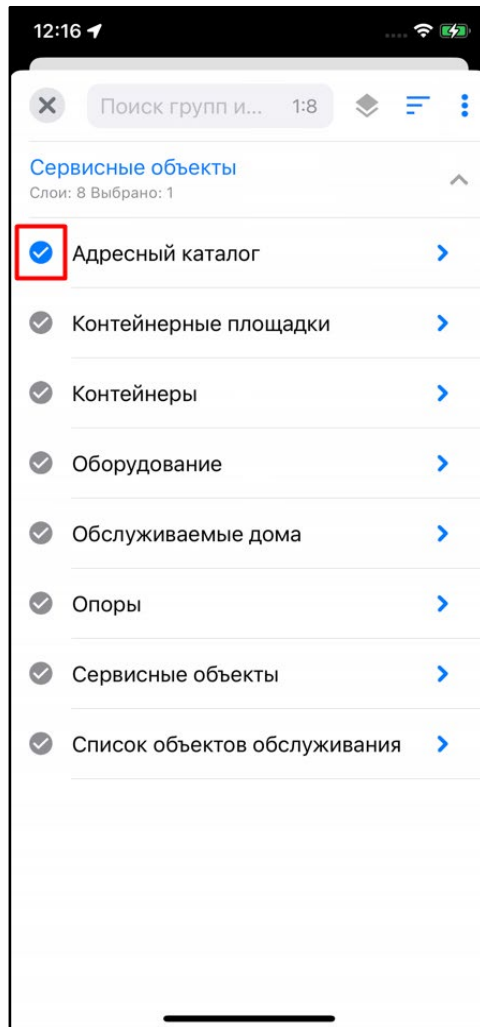 12:16
Поиск групп и... 1:8
Сервисные объекты
Слои: 8 Выбрано: 1
Адресный каталог
Контейнерные площадки
Контейнеры
Оборудование
Обслуживаемые дома
Опоры
Сервисные объекты
Список объектов обслуживания